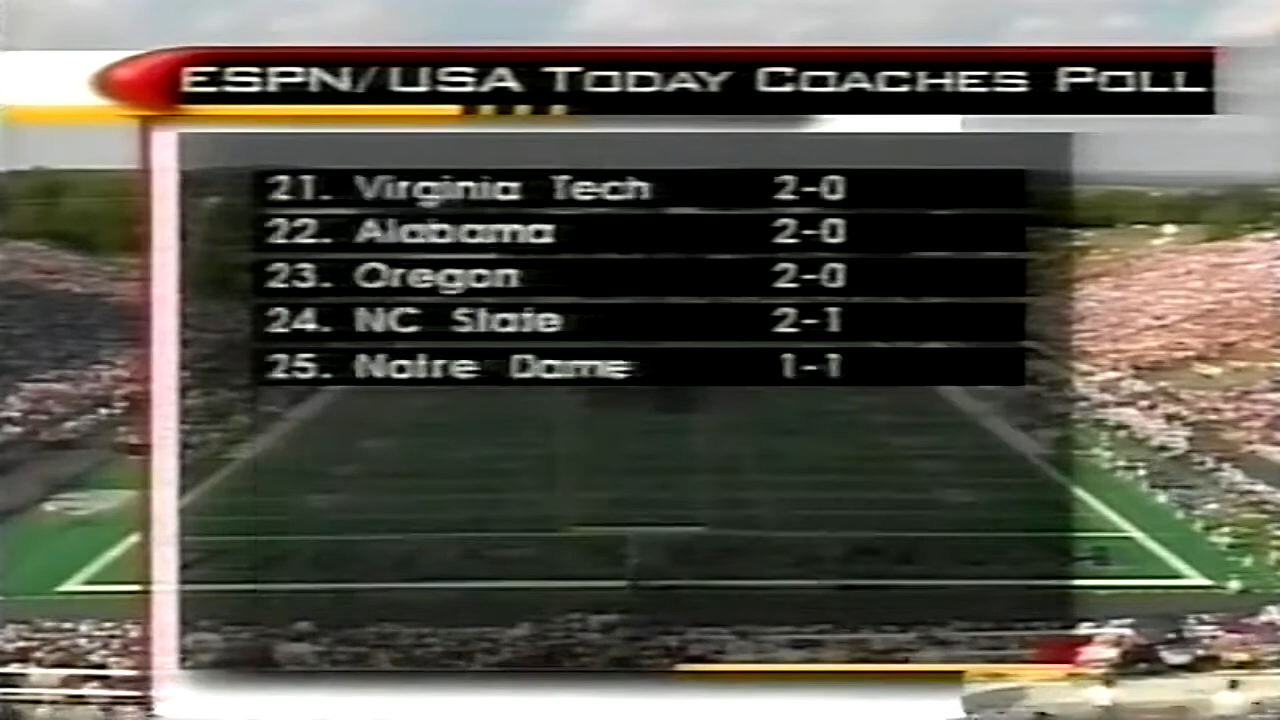 ESPN/USA TODAY COACHES POLL
21. Virginia Tech 2-0
22. Alabama 2-0
23. Oregon 2-0
24. NC State 2-1
25. Notre Dame 1-1